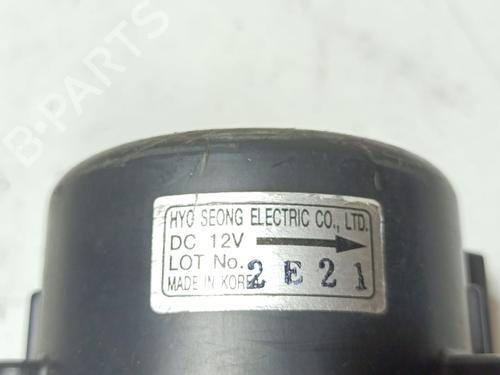 B-PARTS
HYO SEONG ELECTRIC CO., LTD.
DC 12V
LOT No. 2 E 2 1
MADE IN KORE